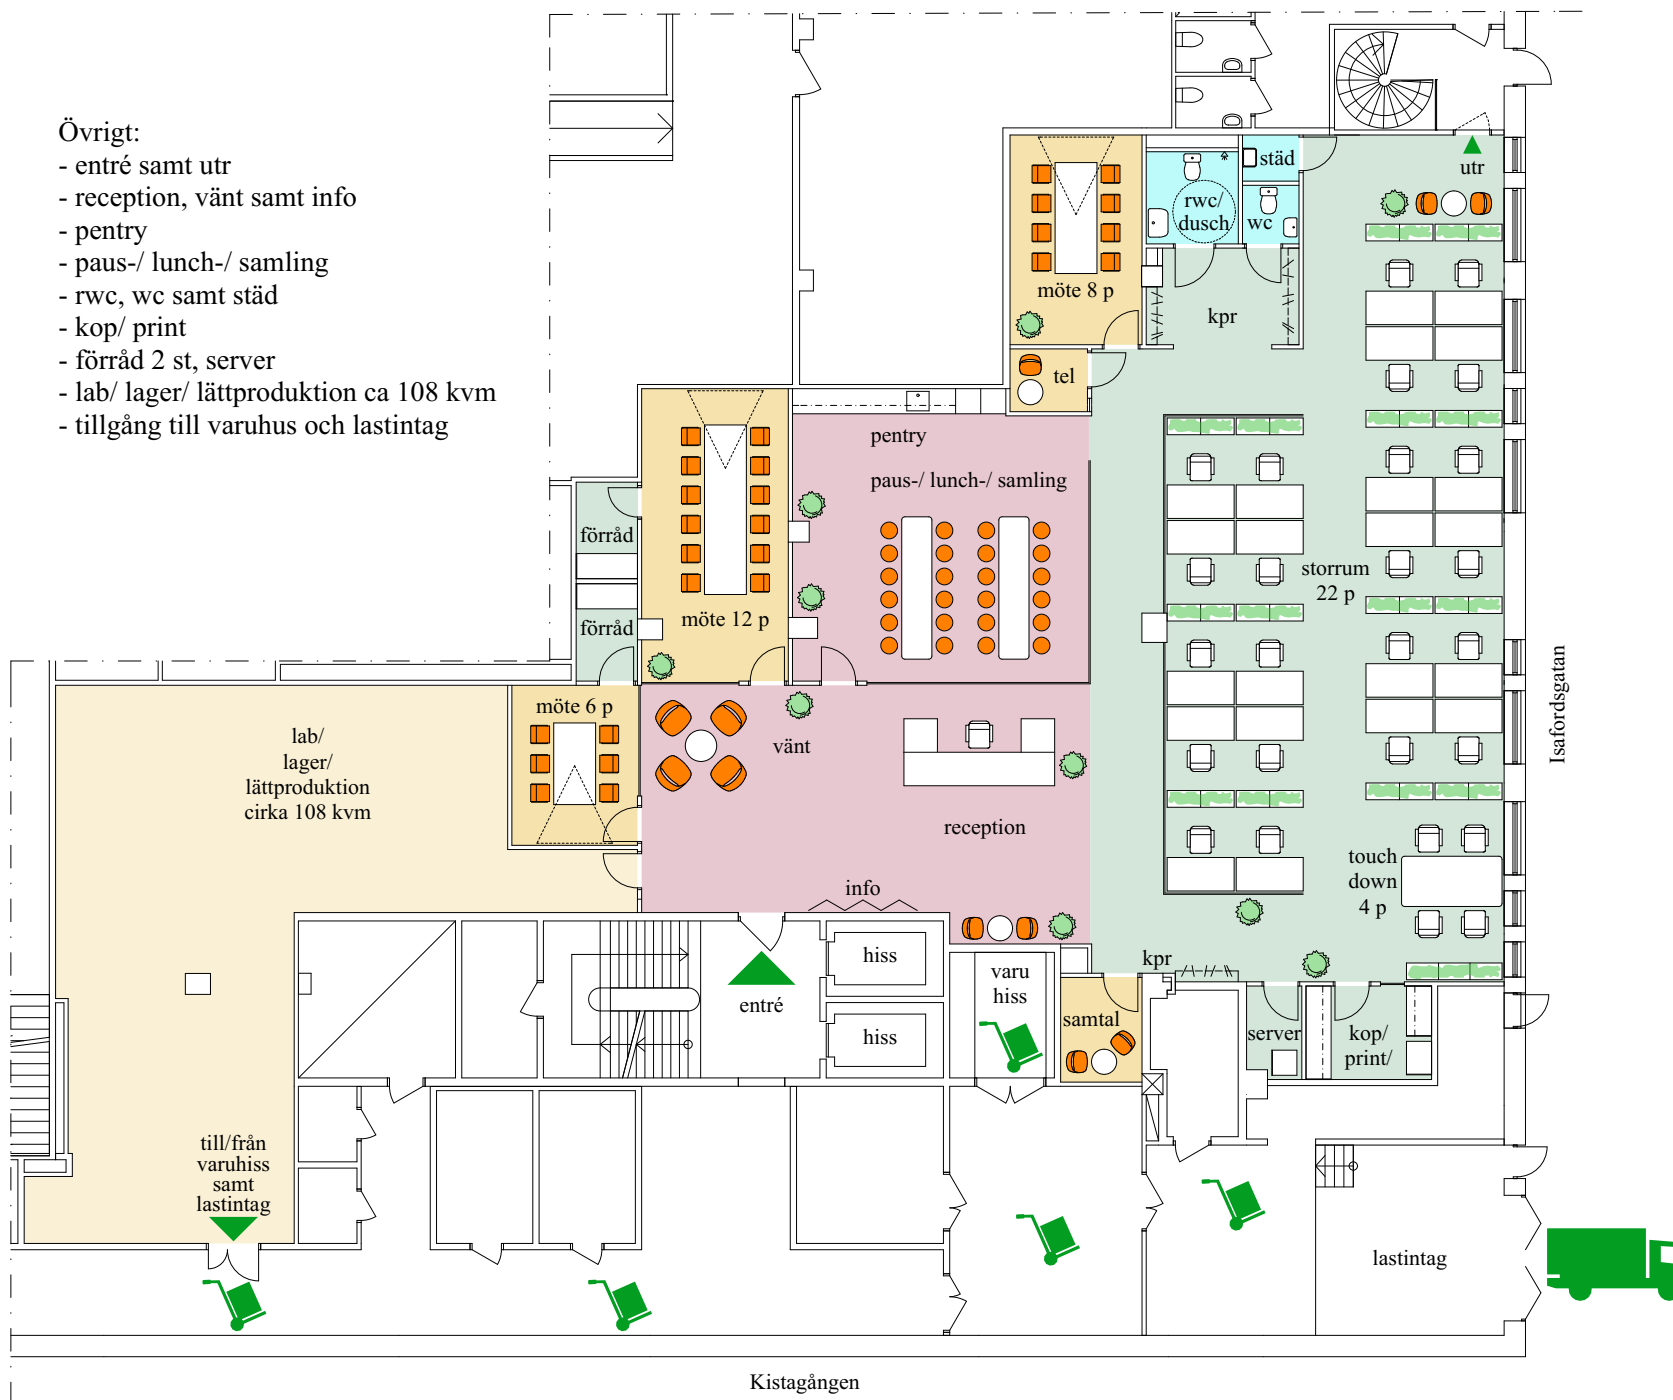 Övrigt:
- entré samt utr
- reception, vänt samt info
- pentry
- paus-/ lunch-/ samling
- rwc, wc samt städ
- kop/ print
- förråd 2 st, server
- lab/ lager/ lättproduktion ca 108 kvm
- tillgång till varuhus och lastintag
städ
utr
rwc/
dusch
wc
möte 8 p
kpr
tel
pentry
paus-/ lunch-/ samling
förråd
storrum
22 p
möte 12 p
förråd
möte 6 p
Isafordsgatan
lab/
lager/
lättproduktion
cirka 108 kvm
vänt
reception
touch
down
4 p
info
hiss
kpr
varu
hiss
entré
samtal
server
kop/
print/
hiss
till/från
varuhiss
samt
lastintag
lastintag
Kistagången